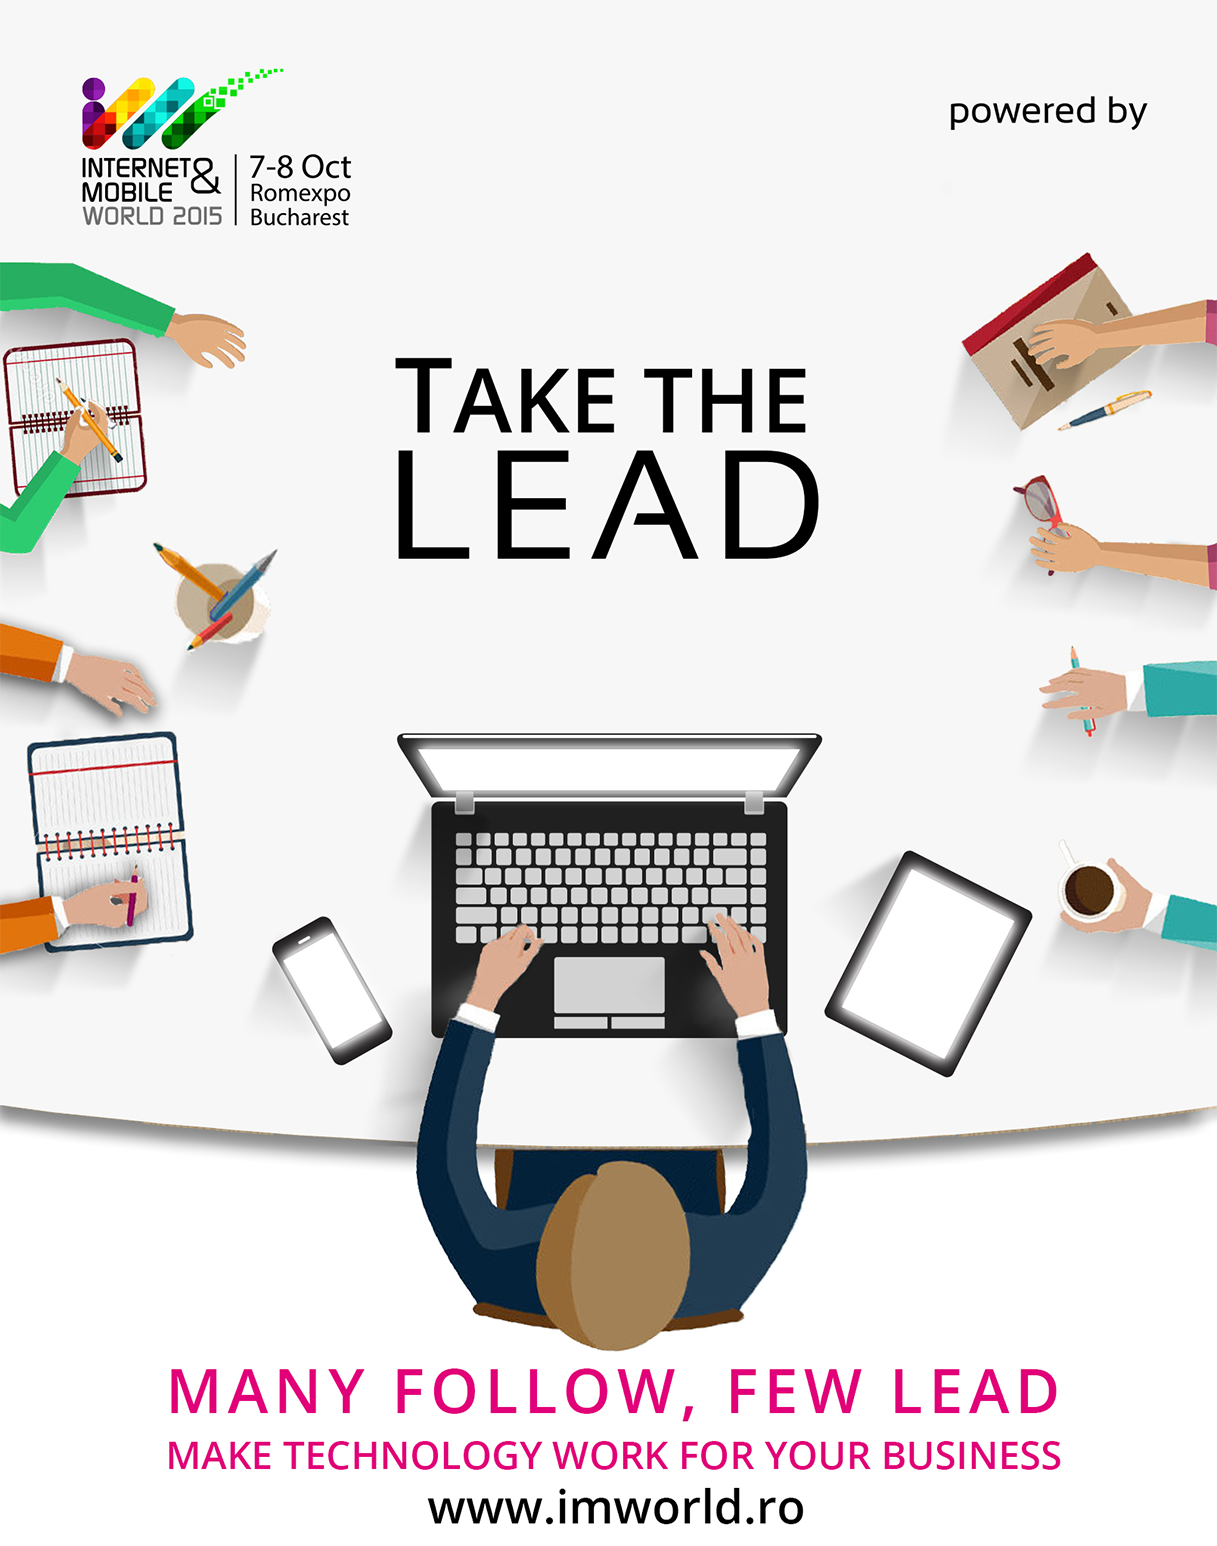 INTERNET &
MOBILE
WORLD 2015
7-8 Oct
Romexpo
Bucharest
powered by
TAKE THE
LEAD
MANY FOLLOW, FEW LEAD
MAKE TECHNOLOGY WORK FOR YOUR BUSINESS
www.imworld.ro